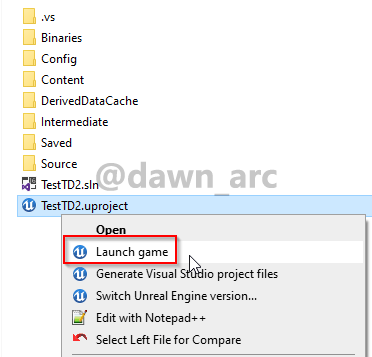 .vs
Binaries
Config
Content
DerivedDataCache
Intermediate
Saved
Source
@dawn_arc
TestTD2.sln
TestTD2.uproject
Open
Launch game
Generate Visual Studio project files
Switch Unreal Engine version...
Edit with Notepad++
Select Left File for Compare